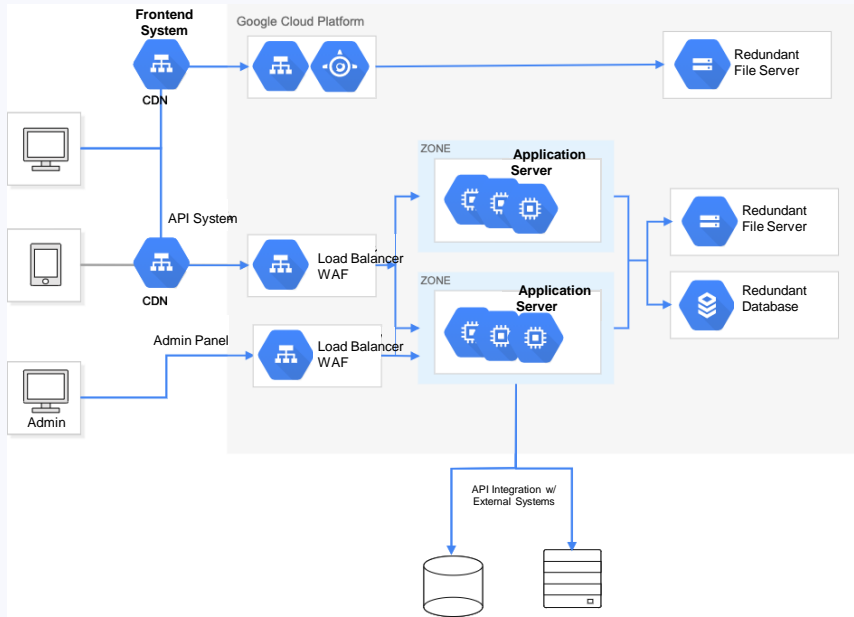 Frontend
System
Google Cloud Platform
CDN
Redundant
File Server
ZONE
Application
Server
API System
Redundant
File Server
Load Balancer
WAF
CDN
ZONE
Application
Server
Redundant
Database
Admin Panel
Load Balancer
WAF
Admin
API Integration w/
External Systems